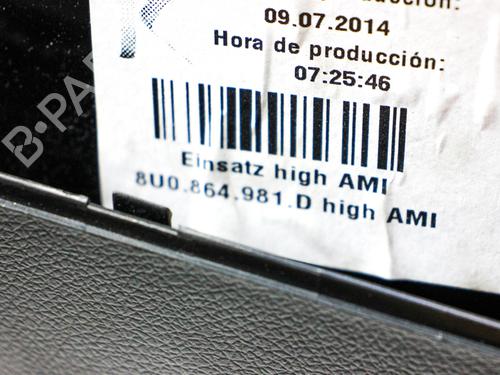 09.07.2014
Hora de producción:
07:25:46
Einsatz high AMI
8U0.864.981.D high AMI